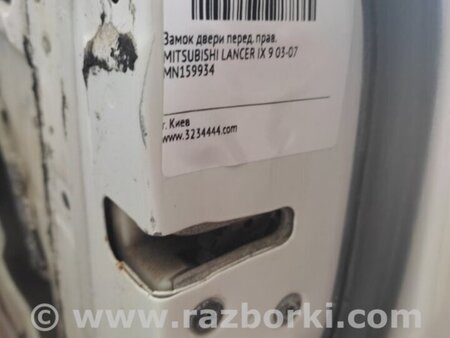 Замок двери перед. прав.
MITSUBISHI LANCER IX 9 03-07
MN159934
г. Киев
www.3234444.com
www.razborki.com